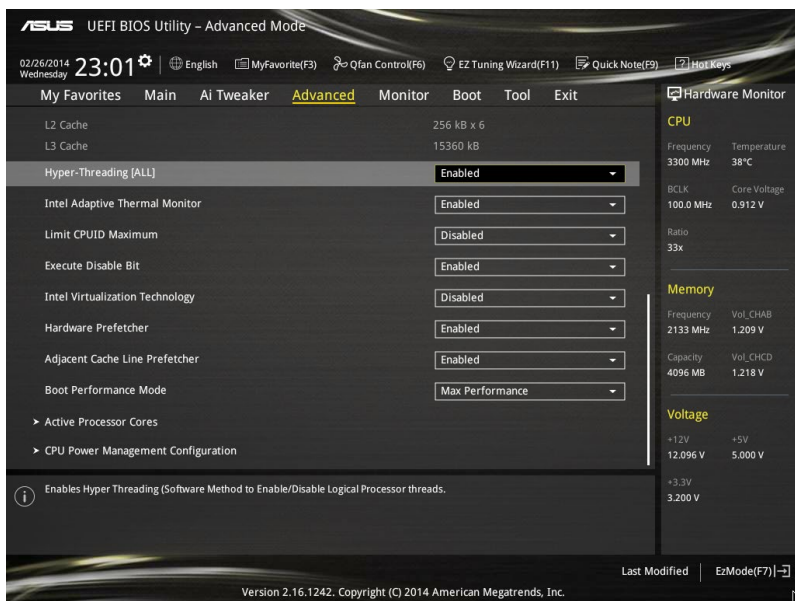 ASUS UEFI BIOS Utility – Advanced Mode
02/26/2014
Wednesday
23:01
English
MyFavorite(F3)
Qfan Control(F6)
EZ Tuning Wizard(F11)
Quick Note(F9)
? Hot Keys
My Favorites Main Ai Tweaker Advanced Monitor Boot Tool Exit
L2 Cache 256 kB x 6
L3 Cache 15360 kB
Hyper-Threading [ALL] Enabled
Intel Adaptive Thermal Monitor Enabled
Limit CPUID Maximum Disabled
Execute Disable Bit Enabled
Intel Virtualization Technology Disabled
Hardware Prefetcher Enabled
Adjacent Cache Line Prefetcher Enabled
Boot Performance Mode Max Performance
> Active Processor Cores
> CPU Power Management Configuration
Enables Hyper Threading (Software Method to Enable/Disable Logical Processor threads.
Hardware Monitor
CPU
Frequency Temperature
3300 MHz 38°C
BCLK Core Voltage
100.0 MHz 0.912 V
Ratio
33x
Memory
Frequency Vol_CHAB
2133 MHz 1.209 V
Capacity Vol_CHCD
4096 MB 1.218 V
Voltage
+12V +5V
12.096 V 5.000 V
+3.3V
3.200 V
Last Modified
EzMode(F7)
Version 2.16.1242. Copyright (C) 2014 American Megatrends, Inc.